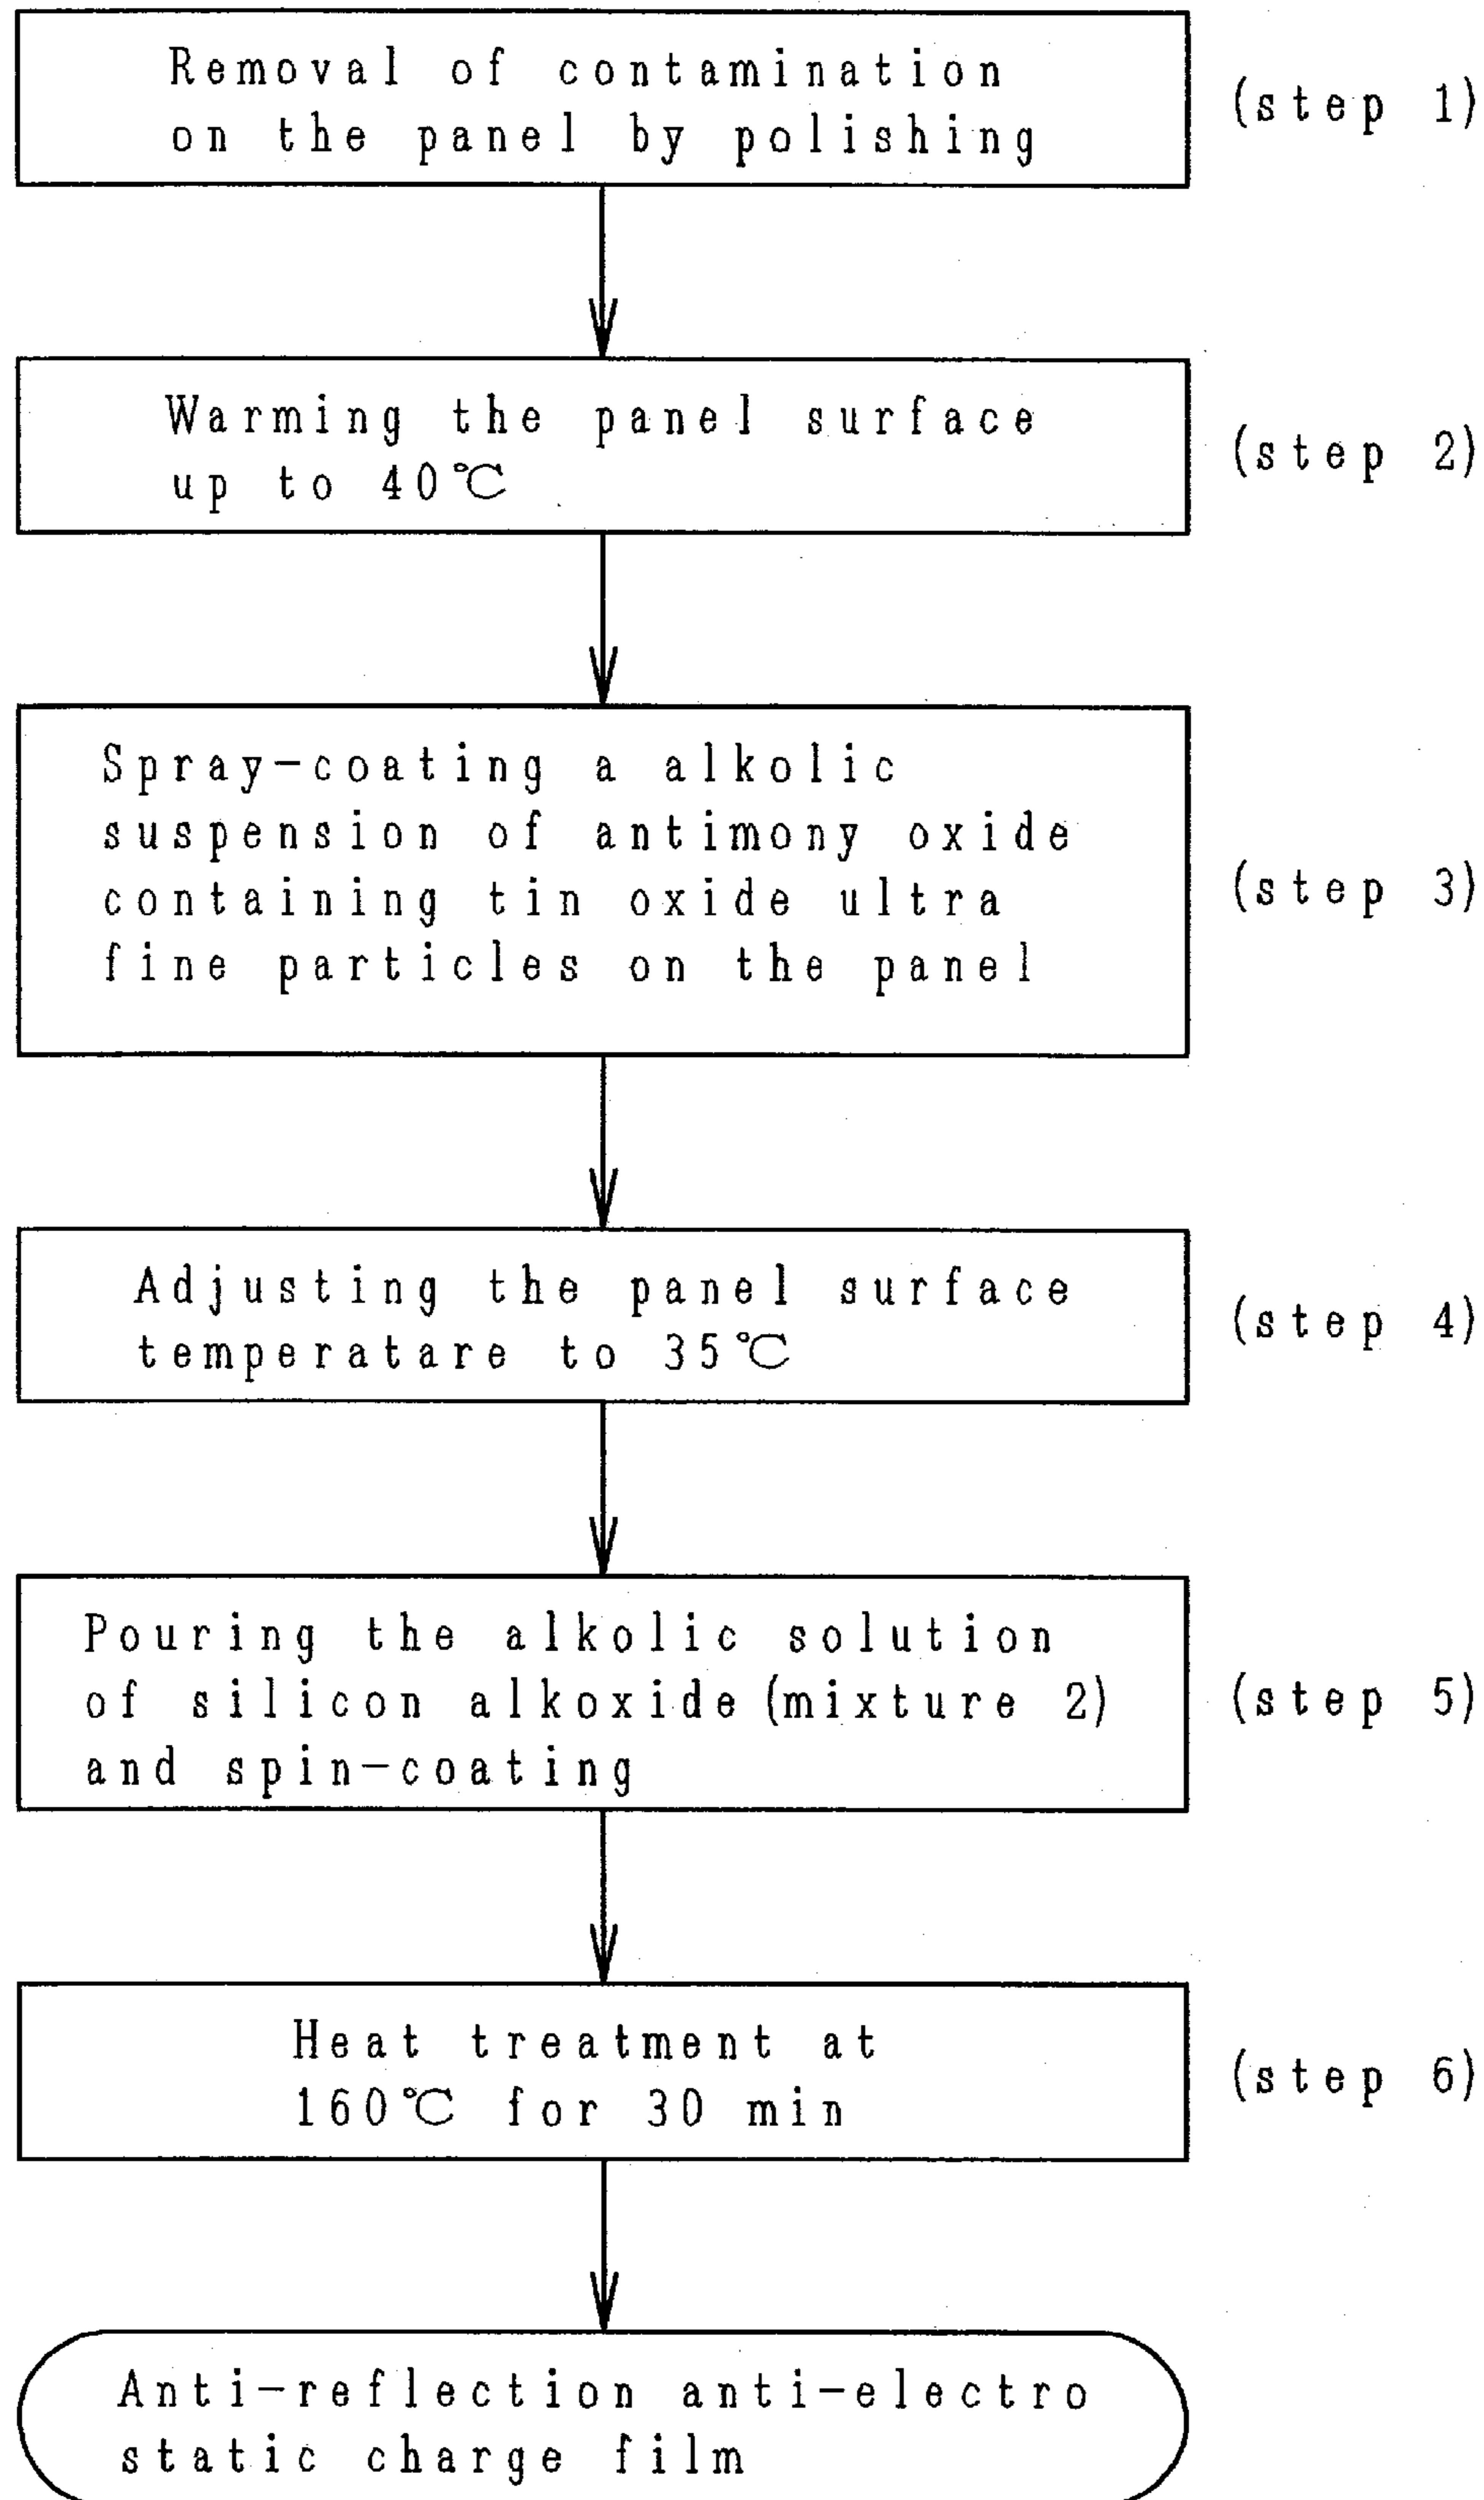 Removal of contamination
on the panel by polishing
(step 1)
Warming the panel surface
up to 40℃
(step 2)
Spray-coating a alkolic
suspension of antimony oxide
containing tin oxide ultra
fine particles on the panel
(step 3)
Adjusting the panel surface
temperatare to 35℃
(step 4)
Pouring the alkolic solution
of silicon alkoxide (mixture 2)
and spin-coating
(step 5)
Heat treatment at
160℃ for 30 min
(step 6)
Anti-reflection anti-electro
static charge film